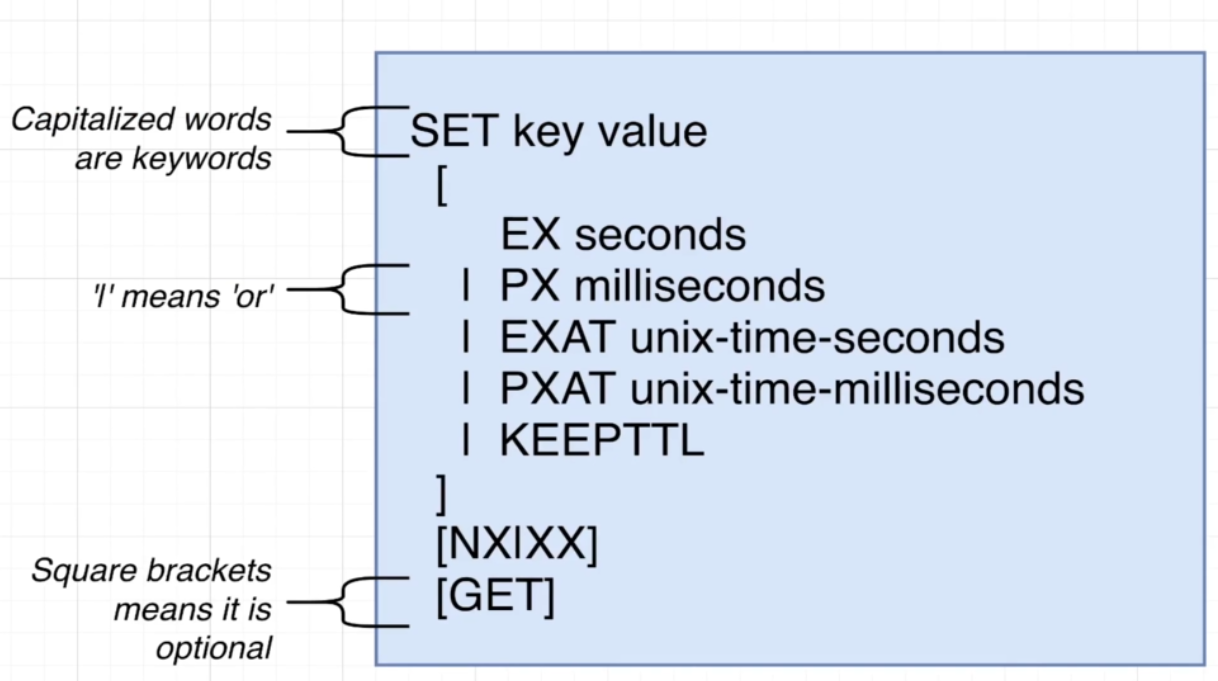 Capitalized words
are keywords
SET key value
[
EX seconds
'|' means 'or'
| PX milliseconds
| EXAT unix-time-seconds
| PXAT unix-time-milliseconds
| KEEPTTL
]
[NX|XX]
Square brackets
means it is
optional
[GET]